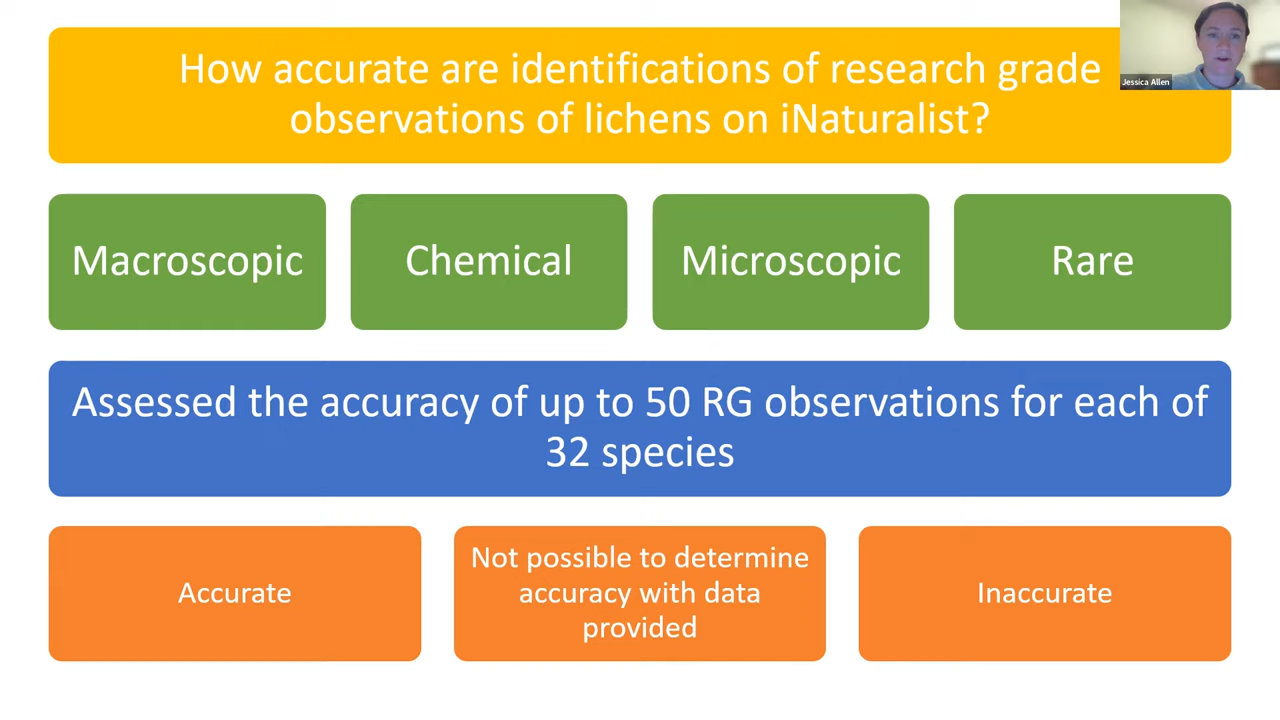 How accurate are identifications of research grade
observations of lichens on iNaturalist?
Jessica Allen
Macroscopic
Chemical
Microscopic
Rare
Assessed the accuracy of up to 50 RG observations for each of
32 species
Accurate
Not possible to determine
accuracy with data
provided
Inaccurate